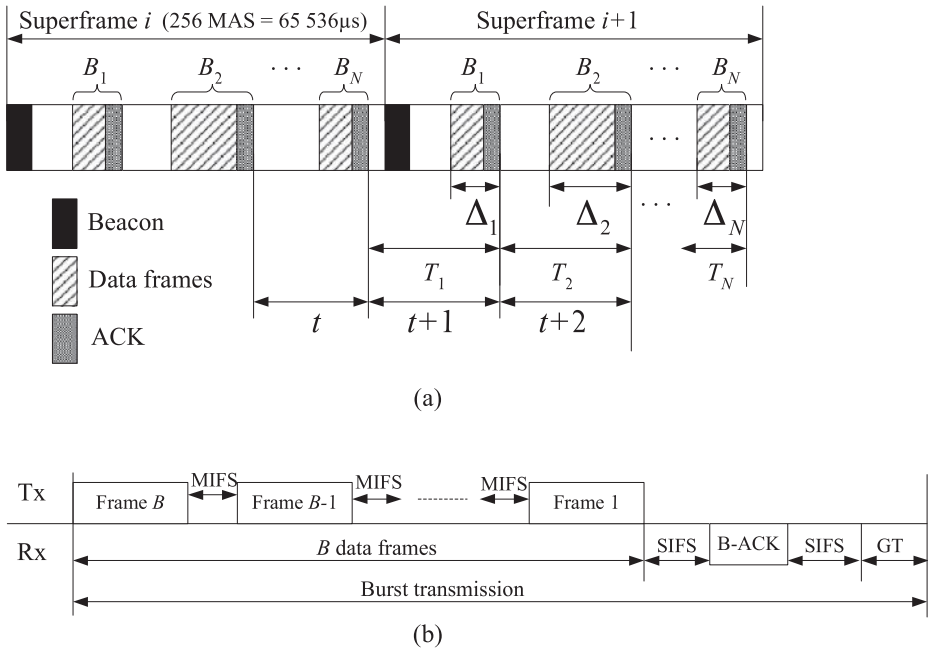 Superframe i (256 MAS = 65 536μs) Superframe i+1
B1 B2 · · · BN B1 B2 · · · BN
· · ·
Δ1 Δ2 · · · ΔN
Beacon
T1 T2 TN
Data frames
t t+1 t+2
ACK
(a)
Tx Frame B MIFS Frame B-1 MIFS MIFS Frame 1
Rx B data frames SIFS B-ACK SIFS GT
Burst transmission
(b)